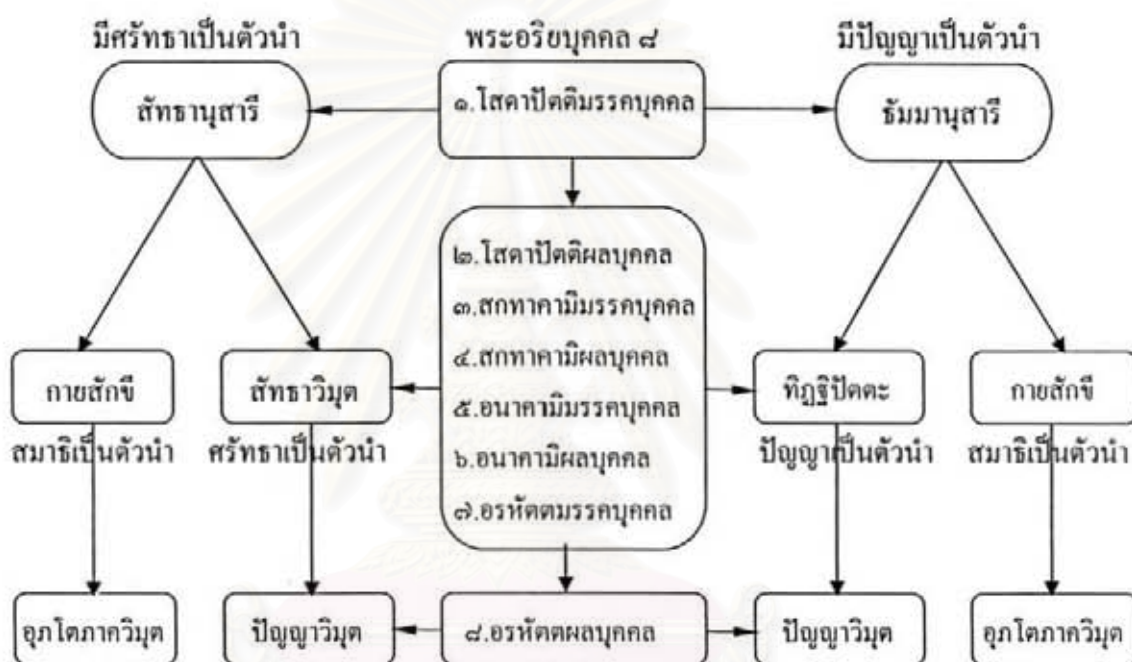 มีศรัทธาเป็นตัวนำ
พระอริยบุคคล ๘
มีปัญญาเป็นตัวนำ
สัทธานุสารี
๑.โสดาปัตติมรรคบุคคล
ธัมมานุสารี
๒.โสดาปัตติผลบุคคล
๓.สกทาคามิมรรคบุคคล
๔.สกทาคามิผลบุคคล
๕.อนาคามิมรรคบุคคล
๖.อนาคามิผลบุคคล
๗.อรหัตตมรรคบุคคล
กายสักขี
สัทธาวิมุต
ทิฏฐิปัตตะ
กายสักขี
สมาธิเป็นตัวนำ
ศรัทธาเป็นตัวนำ
ปัญญาเป็นตัวนำ
สมาธิเป็นตัวนำ
อุภโตภาควิมุต
ปัญญาวิมุต
๘.อรหัตตผลบุคคล
ปัญญาวิมุต
อุภโตภาควิมุต